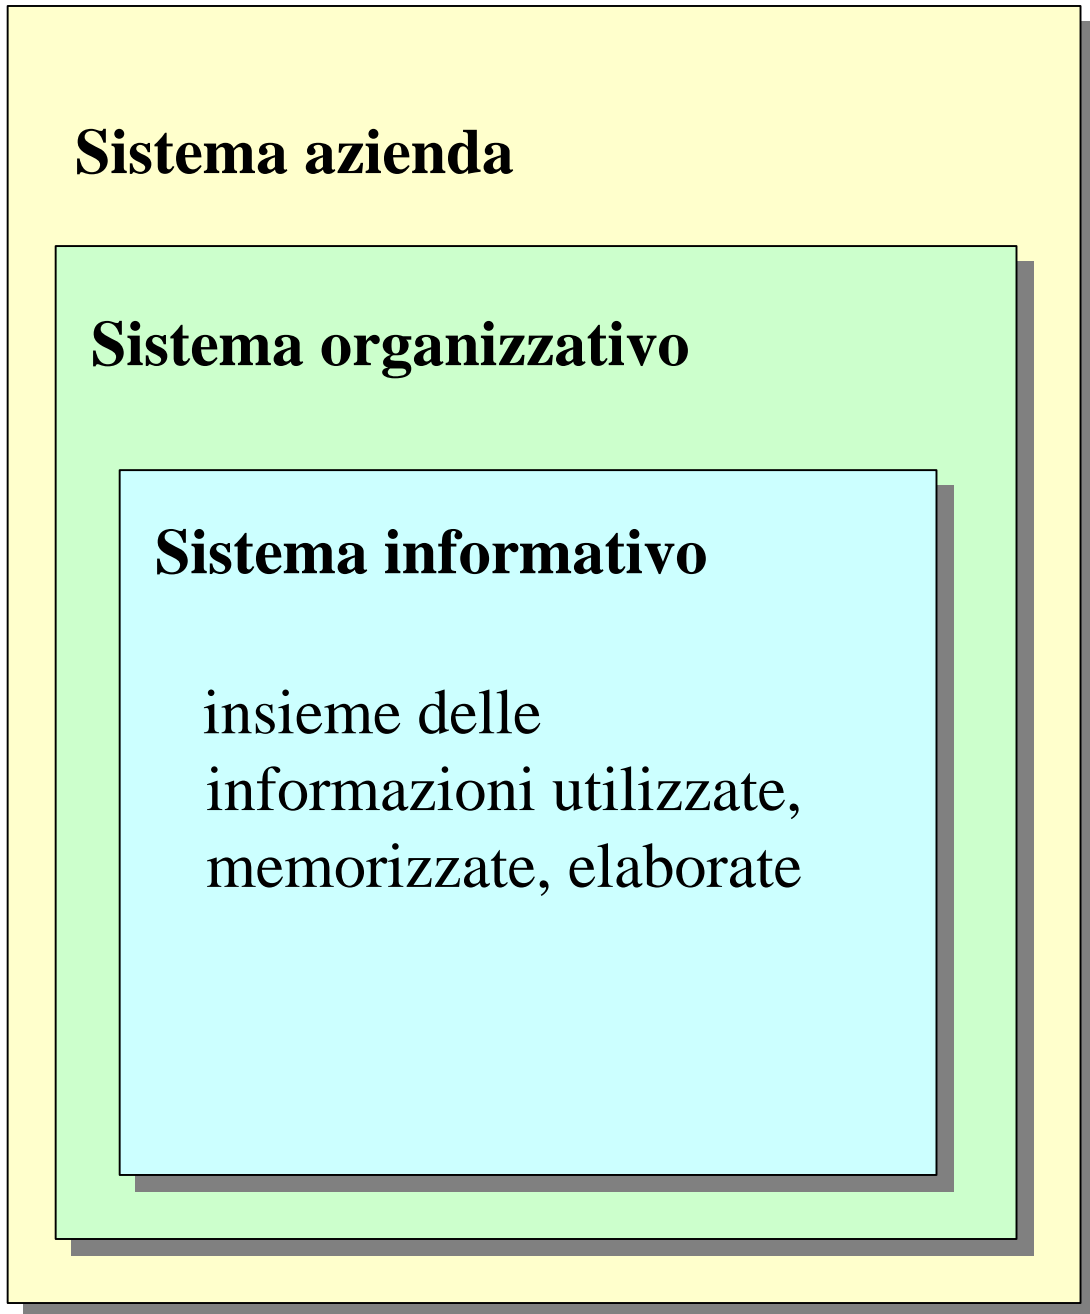 Sistema azienda
Sistema organizzativo
Sistema informativo
insieme delle
informazioni utilizzate,
memorizzate, elaborate